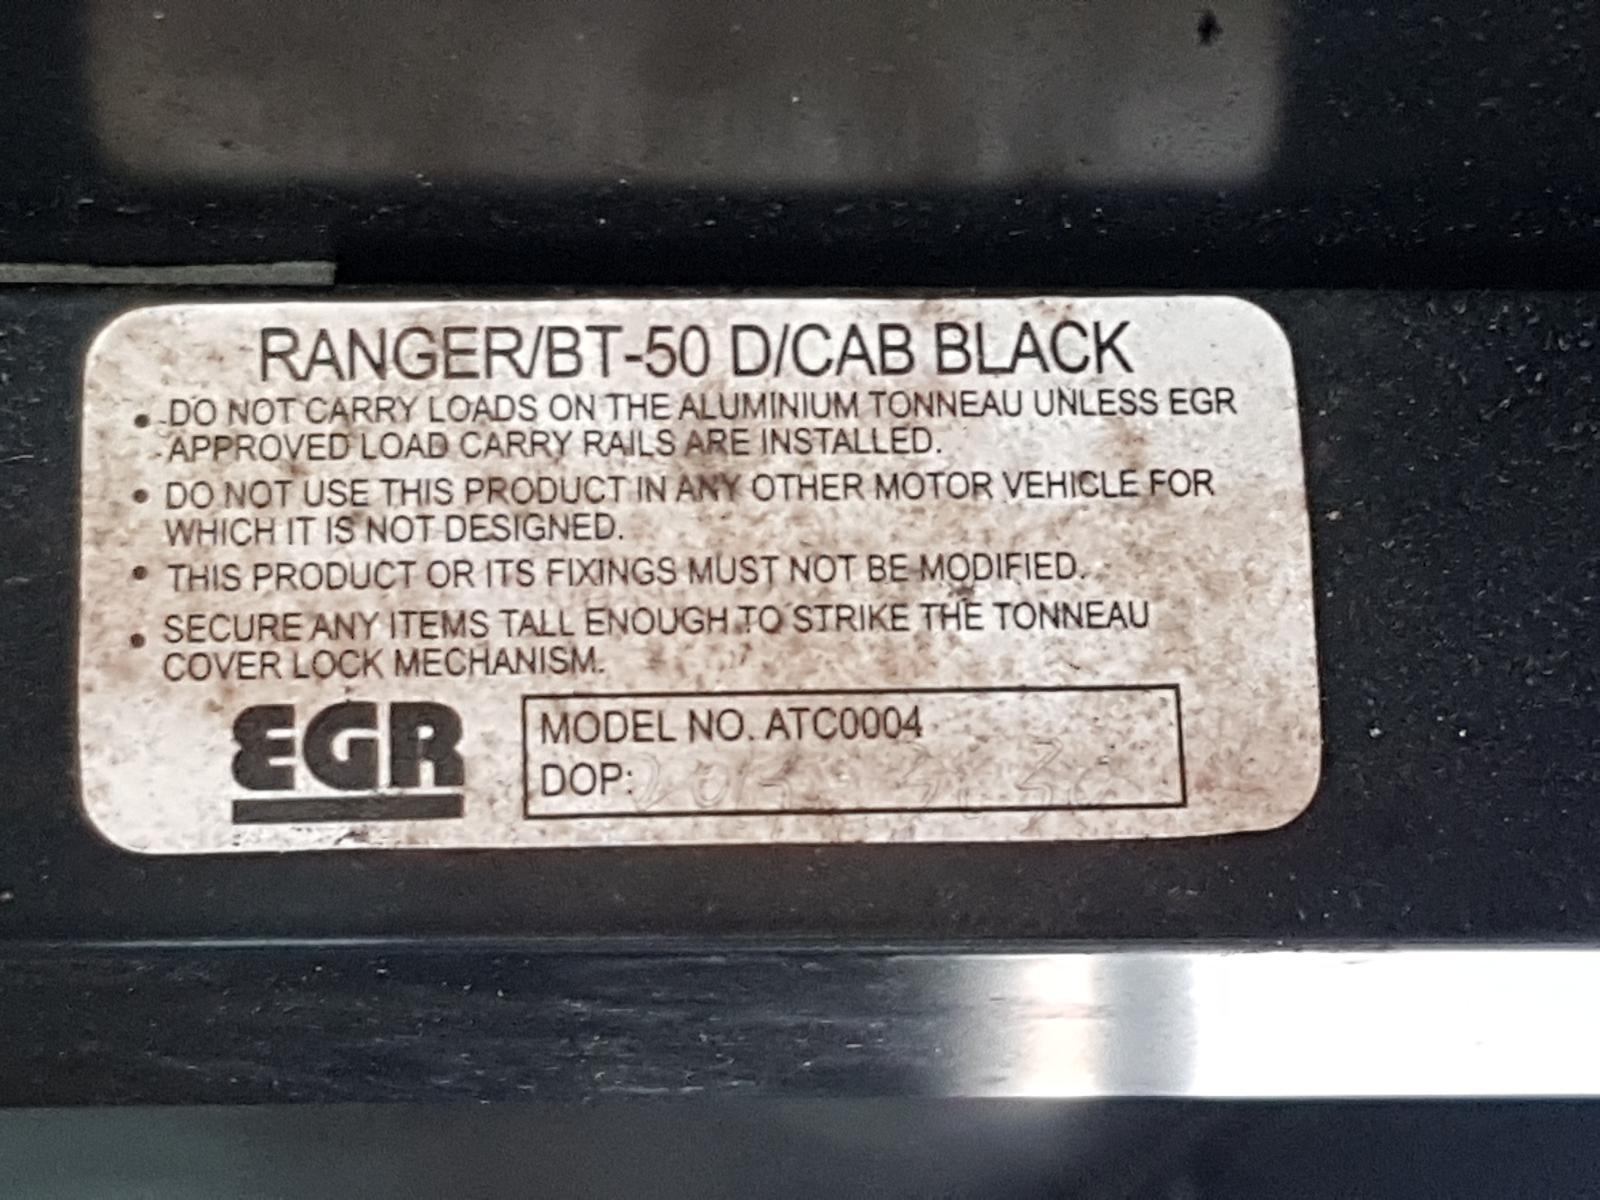 RANGER/BT-50 D/CAB BLACK
• DO NOT CARRY LOADS ON THE ALUMINIUM TONNEAU UNLESS EGR
APPROVED LOAD CARRY RAILS ARE INSTALLED.
• DO NOT USE THIS PRODUCT IN ANY OTHER MOTOR VEHICLE FOR
WHICH IT IS NOT DESIGNED.
• THIS PRODUCT OR ITS FIXINGS MUST NOT BE MODIFIED.
• SECURE ANY ITEMS TALL ENOUGH TO STRIKE THE TONNEAU
COVER LOCK MECHANISM.
EGR
MODEL NO. ATC0004
DOP: